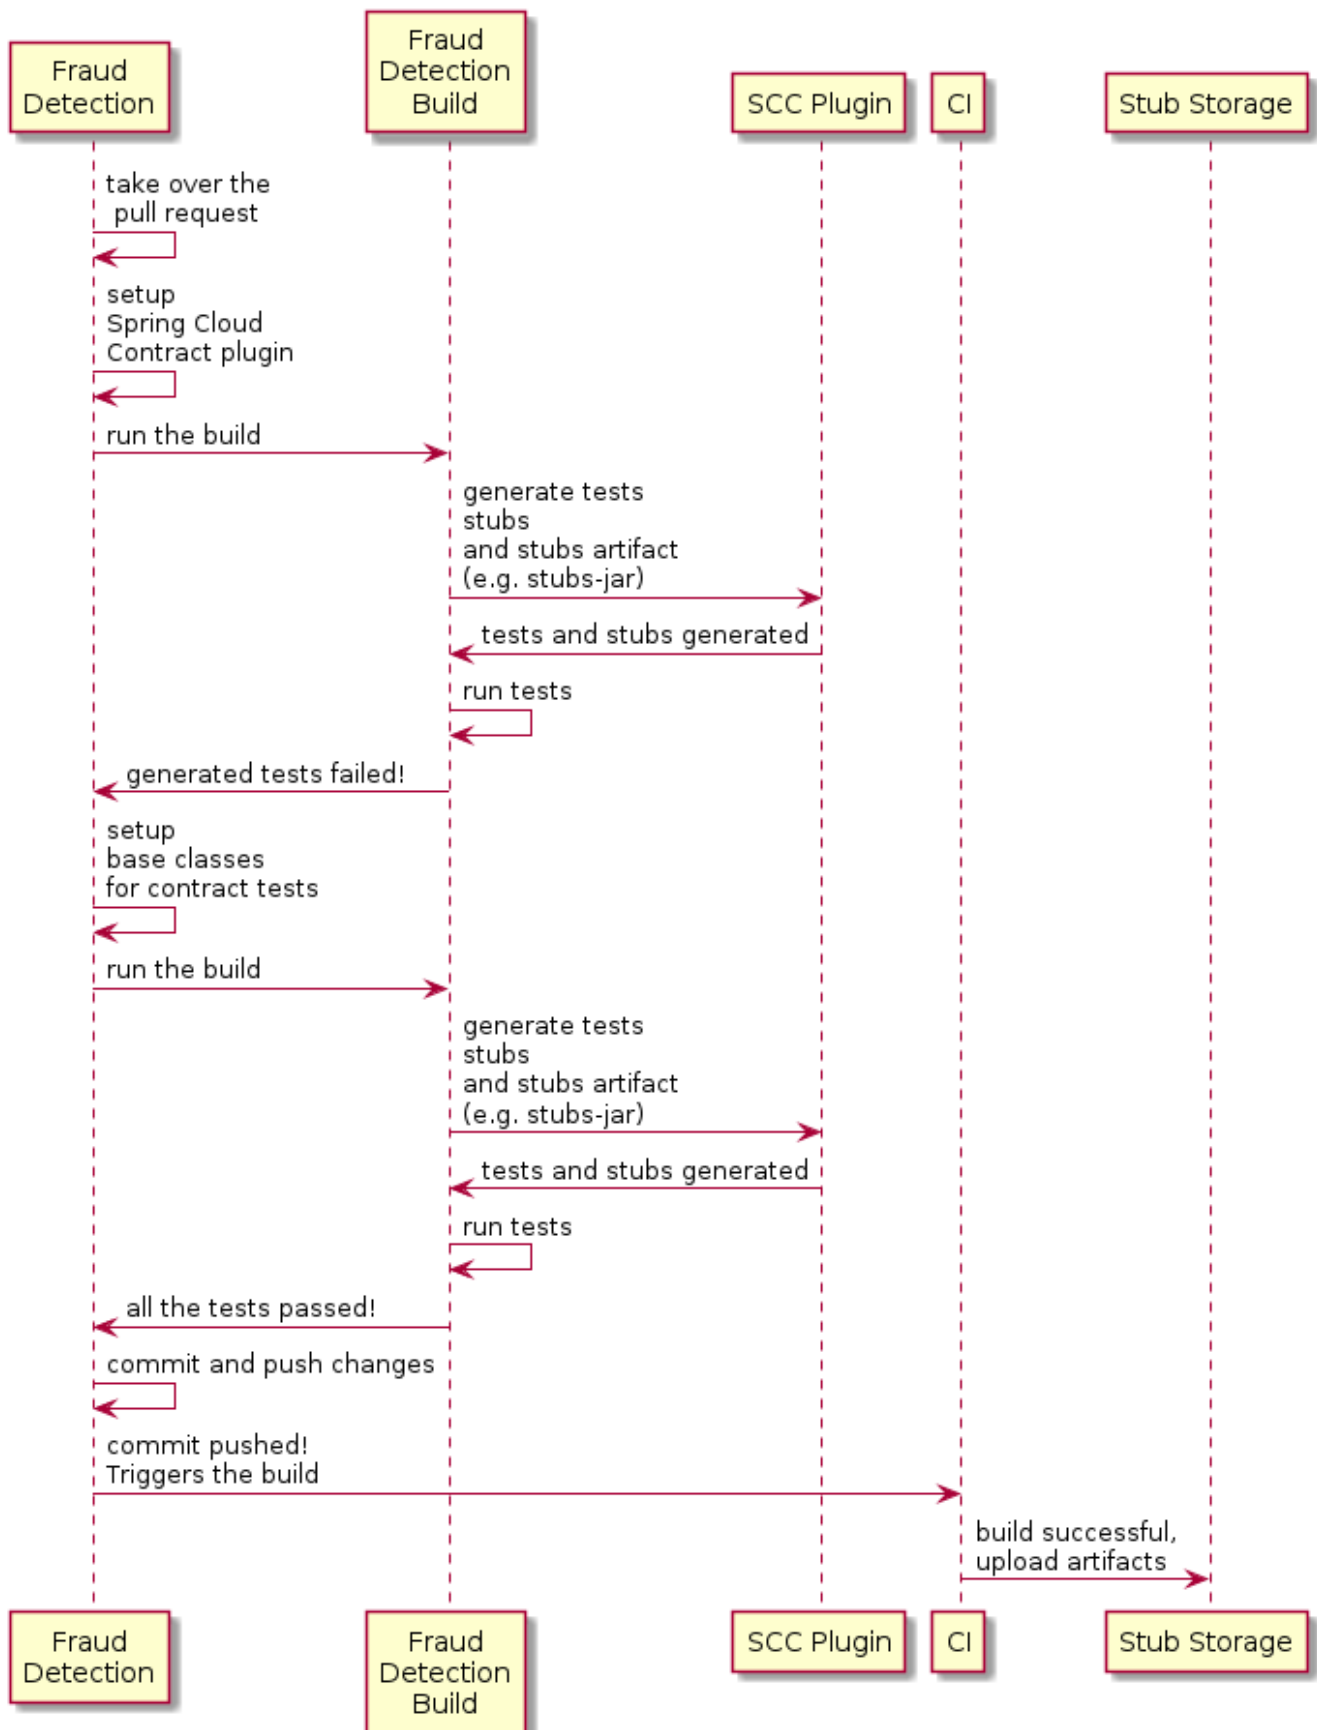 Fraud
Detection
Fraud
Detection
Build
SCC Plugin
CI
Stub Storage
take over the
pull request
setup
Spring Cloud
Contract plugin
run the build
generate tests
stubs
and stubs artifact
(e.g. stubs-jar)
tests and stubs generated
run tests
generated tests failed!
setup
base classes
for contract tests
run the build
generate tests
stubs
and stubs artifact
(e.g. stubs-jar)
tests and stubs generated
run tests
all the tests passed!
commit and push changes
commit pushed!
Triggers the build
build successful,
upload artifacts
Fraud
Detection
Fraud
Detection
Build
SCC Plugin
CI
Stub Storage